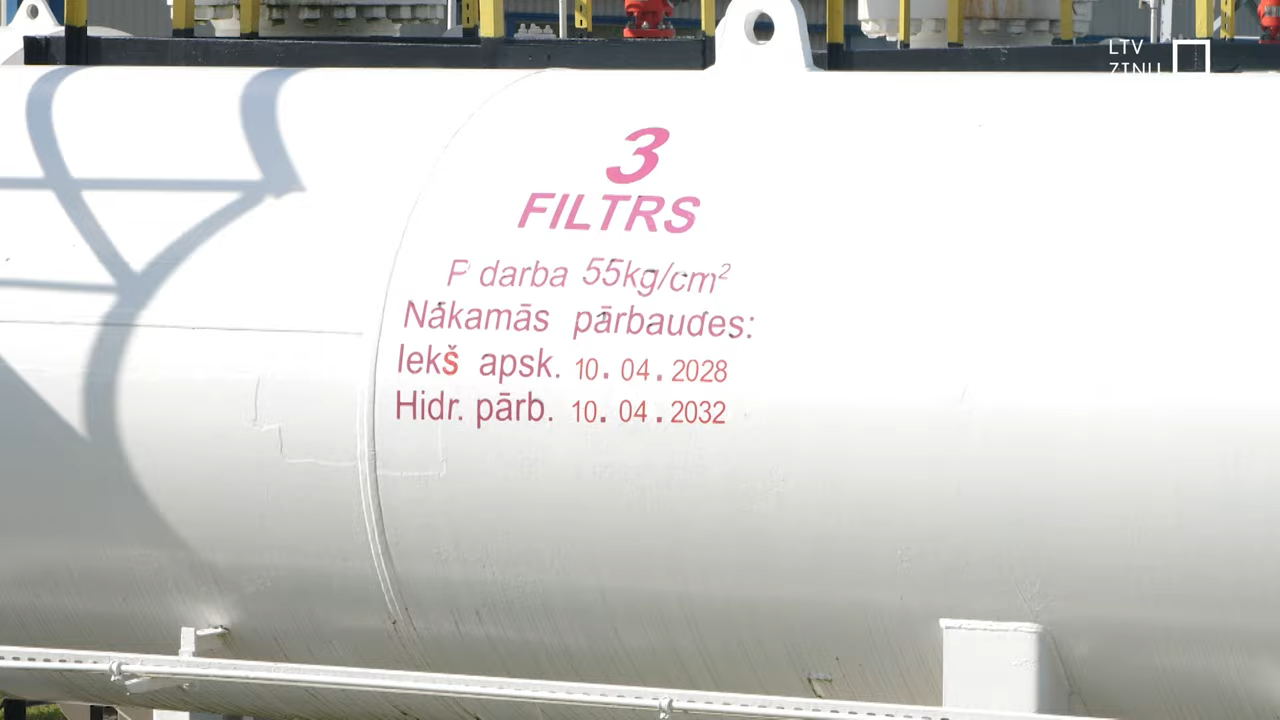 LTV
ZIŅU
3
FILTRS
P darba 55kg/cm²
Nākamās pārbaudes:
Iekš apsk. 10. 04. 2028
Hidr. pārb. 10. 04. 2032